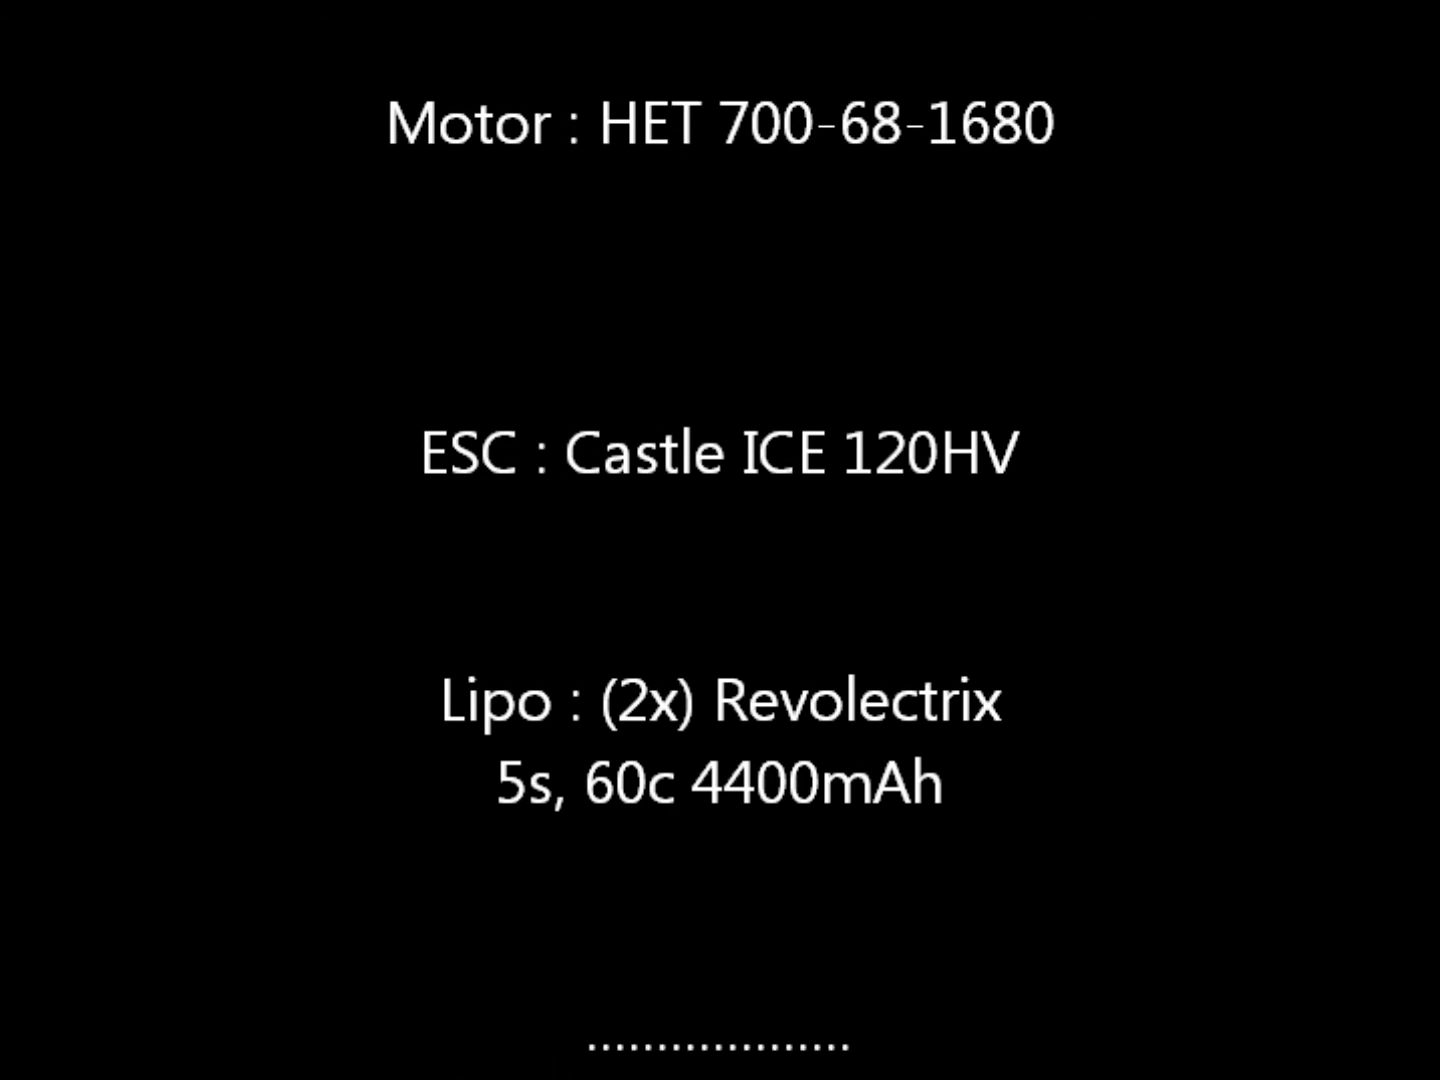 Motor : HET 700-68-1680
ESC : Castle ICE 120HV
Lipo : (2x) Revolectrix
5s, 60c 4400mAh
...................